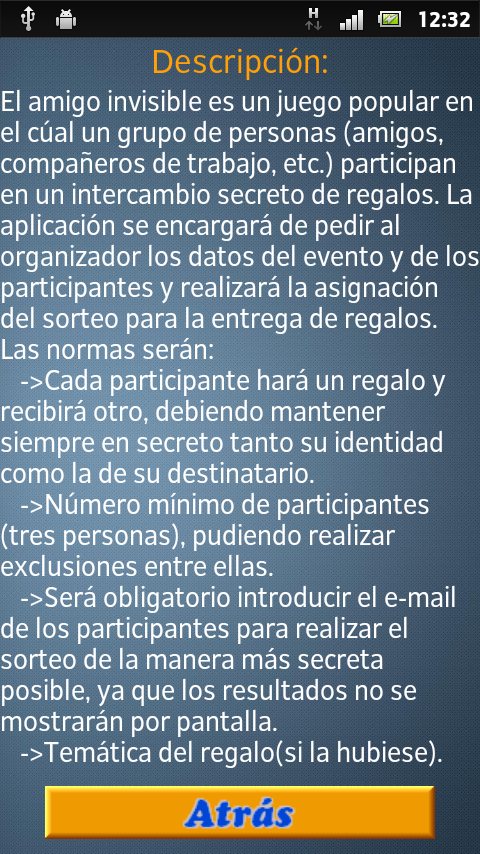 H
12:32
Descripción:
El amigo invisible es un juego popular en
el cúal un grupo de personas (amigos,
compañeros de trabajo, etc.) participan
en un intercambio secreto de regalos. La
aplicación se encargará de pedir al
organizador los datos del evento y de los
participantes y realizará la asignación
del sorteo para la entrega de regalos.
Las normas serán:
->Cada participante hará un regalo y
recibirá otro, debiendo mantener
siempre en secreto tanto su identidad
como la de su destinatario.
->Número mínimo de participantes
(tres personas), pudiendo realizar
exclusiones entre ellas.
->Será obligatorio introducir el e-mail
de los participantes para realizar el
sorteo de la manera más secreta
posible, ya que los resultados no se
mostrarán por pantalla.
->Temática del regalo(si la hubiese).
Atrás